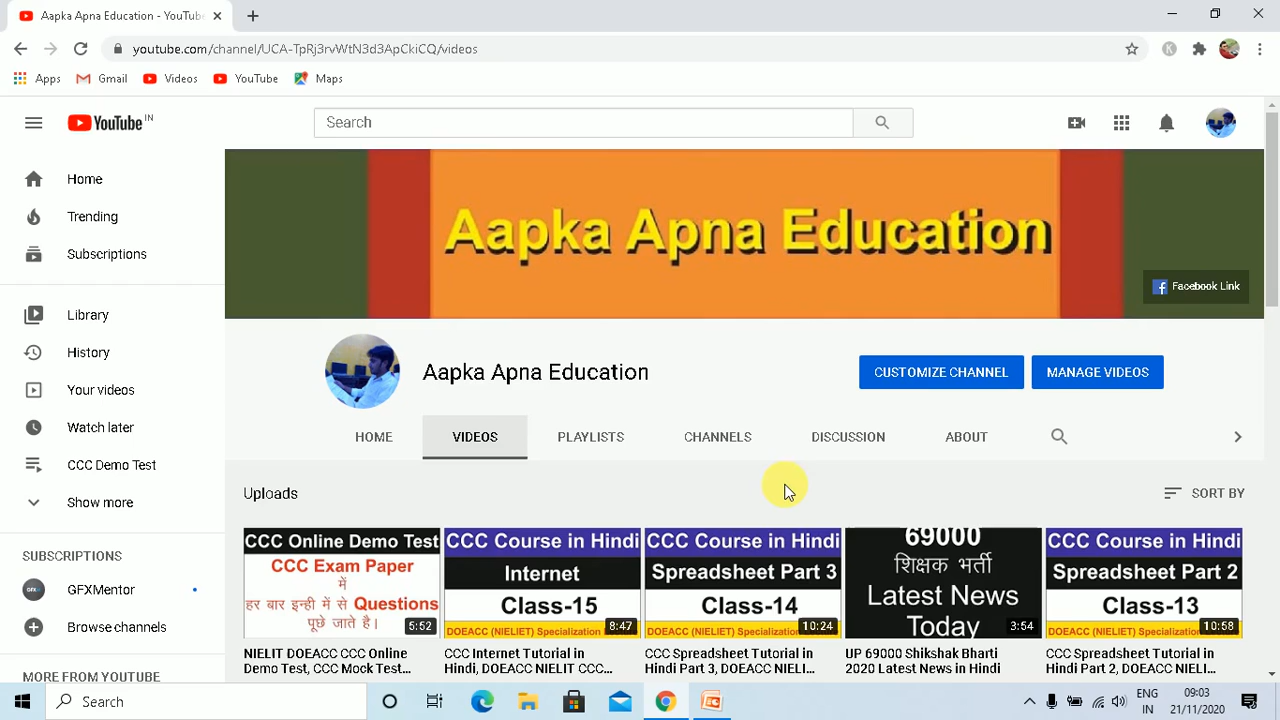 Aapka Apna Education - YouTube
youtube.com/channel/UCA-TpRj3rvWtN3d3ApCkiCQ/videos
K
Apps
Gmail
Videos
YouTube
Maps
YouTube IN
Search
Home
Trending
Subscriptions
Library
History
Your videos
Watch later
CCC Demo Test
Show more
SUBSCRIPTIONS
GFXMentor
Browse channels
MORE FROM YOUTUBE
Aapka Apna Education
Facebook Link
Aapka Apna Education
CUSTOMIZE CHANNEL
MANAGE VIDEOS
HOME
VIDEOS
PLAYLISTS
CHANNELS
DISCUSSION
ABOUT
Uploads
SORT BY
CCC Online Demo Test
CCC Exam Paper
में
हर बार इन्ही में से Questions
पूछे जाते है।
5:52
NIELIT DOEACC CCC Online
Demo Test, CCC Mock Test...
CCC Course in Hindi
Internet
Class-15
DOEACC (NIELIET) Specialization
8:47
CCC Internet Tutorial in
Hindi, DOEACC NIELIT CCC...
CCC Course in Hindi
Spreadsheet Part 3
Class-14
DOEACC (NIELIET) Specialization
10:24
CCC Spreadsheet Tutorial in
Hindi Part 3, DOEACC NIELI...
69000
शिक्षक भर्ती
Latest News
Today
3:54
UP 69000 Shikshak Bharti
2020 Latest News in Hindi
CCC Course in Hindi
Spreadsheet Part 2
Class-13
DOEACC (NIELIET) Specialization
10:58
CCC Spreadsheet Tutorial in
Hindi Part 2, DOEACC NIELI...
Search
ENG
IN
09:03
21/11/2020